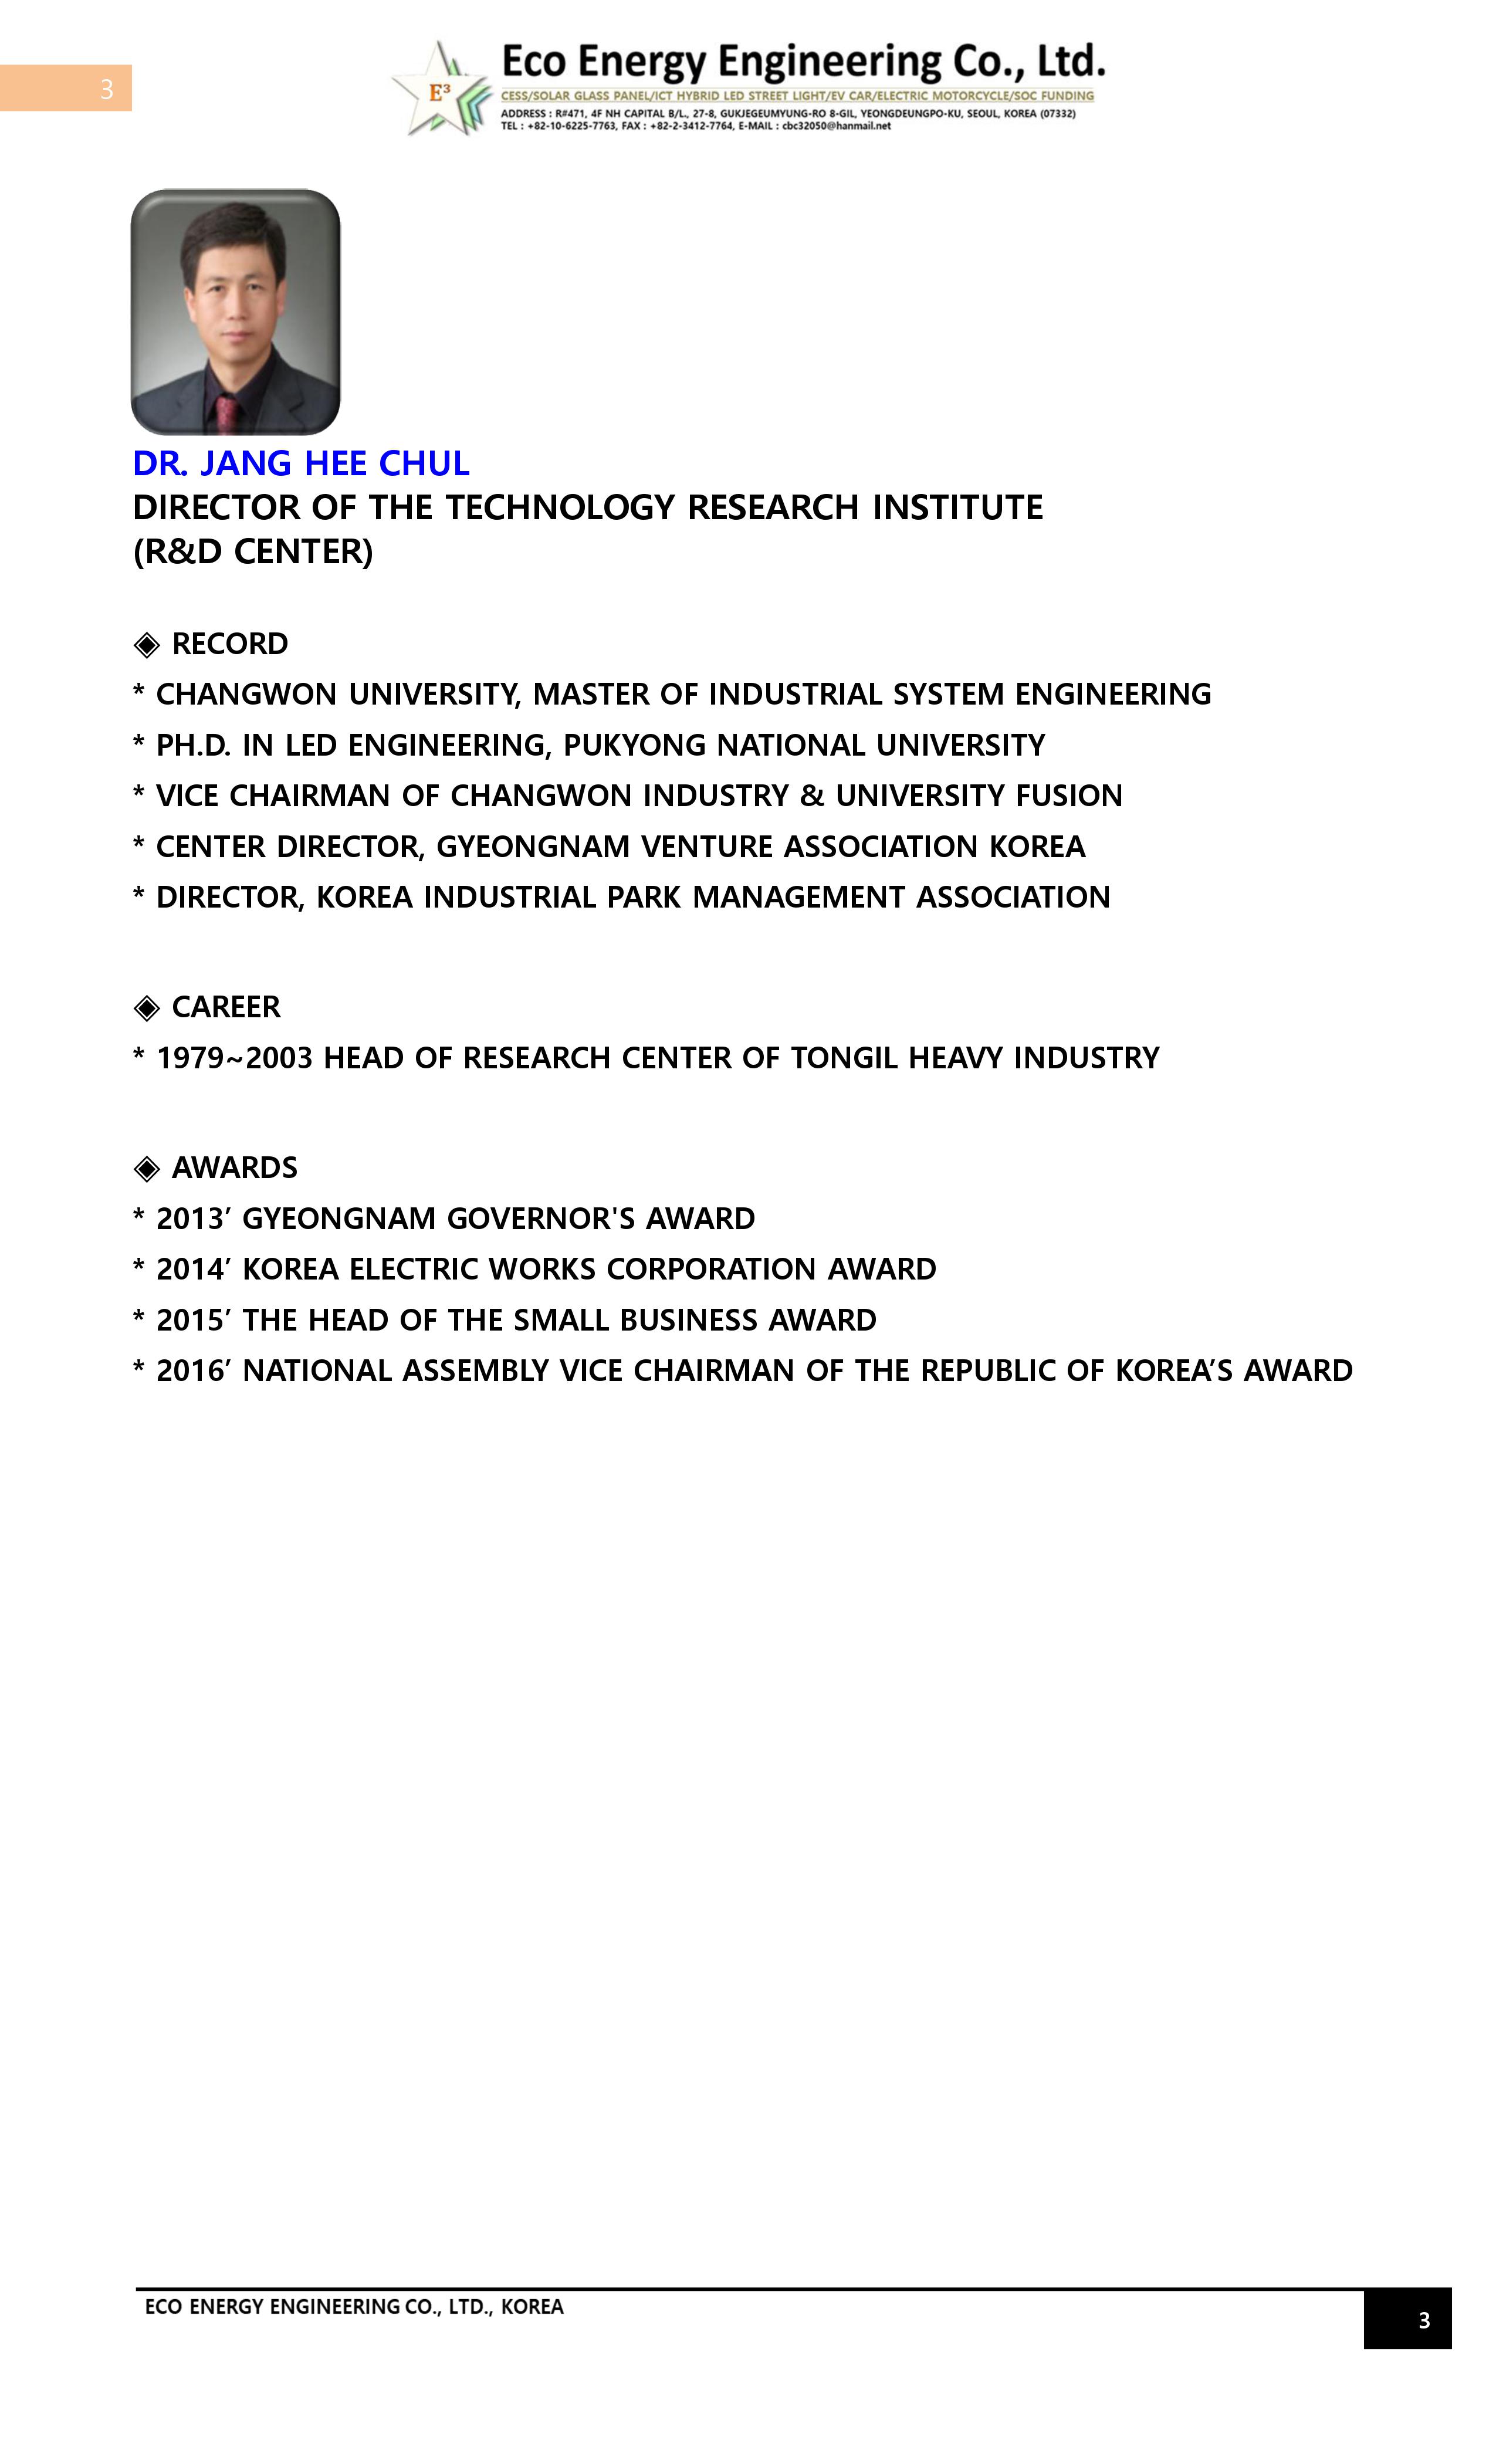 3
E³
Eco Energy Engineering Co., Ltd.
CESS/SOLAR GLASS PANEL/ICT HYBRID LED STREET LIGHT/EV CAR/ELECTRIC MOTORCYCLE/SOC FUNDING
ADDRESS : R#471, 4F NH CAPITAL B/L., 27-8, GUKJEGEUMYUNG-RO 8-GIL, YEONGDEUNGPO-KU, SEOUL, KOREA (07332)
TEL : +82-10-6225-7763, FAX : +82-2-3412-7764, E-MAIL : cbc32050@hanmail.net
DR. JANG HEE CHUL
DIRECTOR OF THE TECHNOLOGY RESEARCH INSTITUTE
(R&D CENTER)
◈ RECORD
* CHANGWON UNIVERSITY, MASTER OF INDUSTRIAL SYSTEM ENGINEERING
* PH.D. IN LED ENGINEERING, PUKYONG NATIONAL UNIVERSITY
* VICE CHAIRMAN OF CHANGWON INDUSTRY & UNIVERSITY FUSION
* CENTER DIRECTOR, GYEONGNAM VENTURE ASSOCIATION KOREA
* DIRECTOR, KOREA INDUSTRIAL PARK MANAGEMENT ASSOCIATION
◈ CAREER
* 1979~2003 HEAD OF RESEARCH CENTER OF TONGIL HEAVY INDUSTRY
◈ AWARDS
* 2013’ GYEONGNAM GOVERNOR'S AWARD
* 2014’ KOREA ELECTRIC WORKS CORPORATION AWARD
* 2015’ THE HEAD OF THE SMALL BUSINESS AWARD
* 2016’ NATIONAL ASSEMBLY VICE CHAIRMAN OF THE REPUBLIC OF KOREA’S AWARD
ECO ENERGY ENGINEERING CO., LTD., KOREA
3